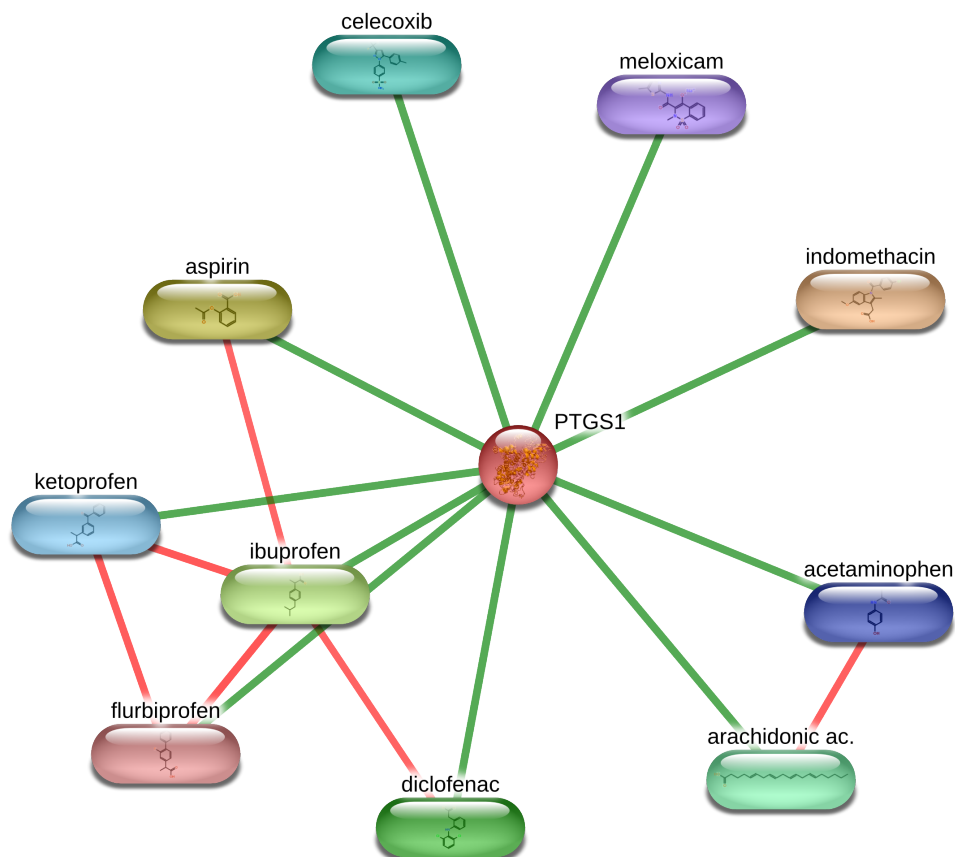 celecoxib
meloxicam
indomethacin
aspirin
PTGS1
ketoprofen
ibuprofen
acetaminophen
flurbiprofen
arachidonic ac.
diclofenac